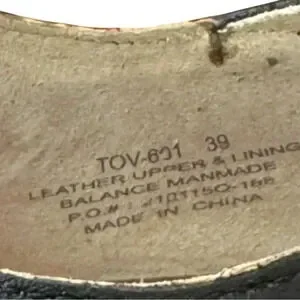 TOV-601 39
LEATHER UPPER & LINING
BALANCE MANMADE
P.O.#:
MADE IN CHINA